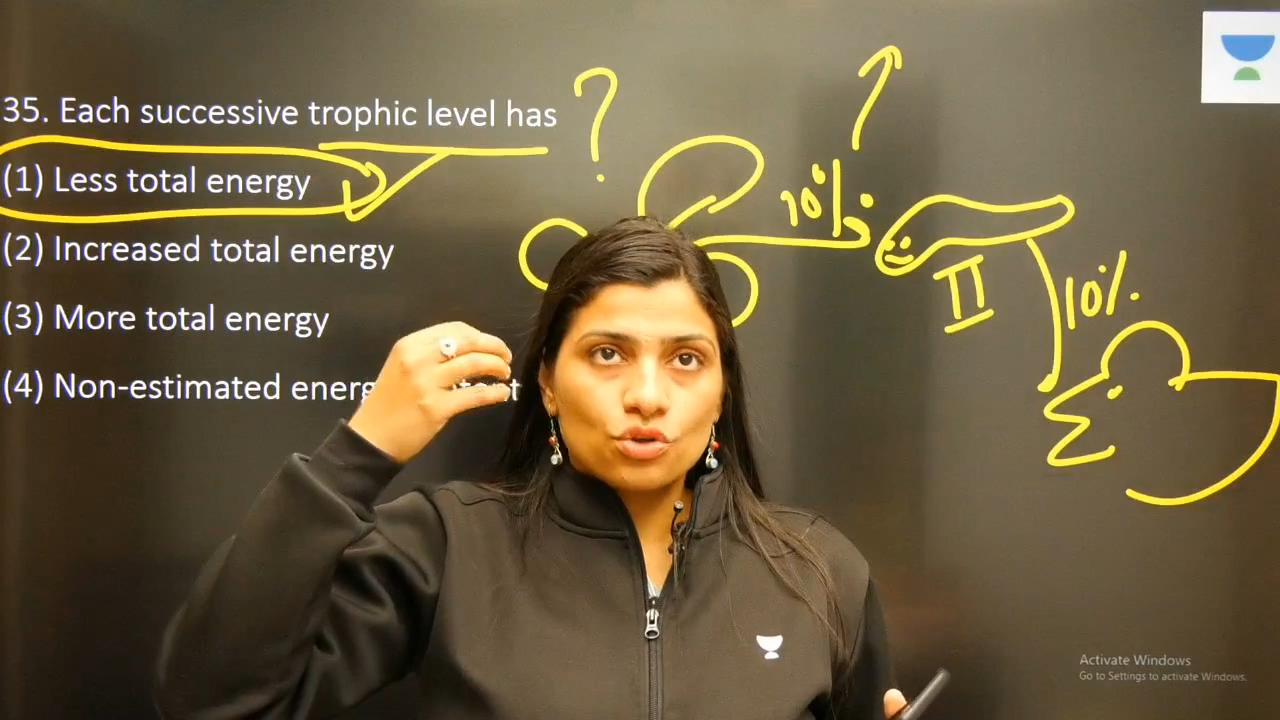 35. Each successive trophic level has
?
(1) Less total energy
10%
(2) Increased total energy
II
10%
(3) More total energy
(4) Non-estimated
Activate Windows
Go to Settings to activate Windows.